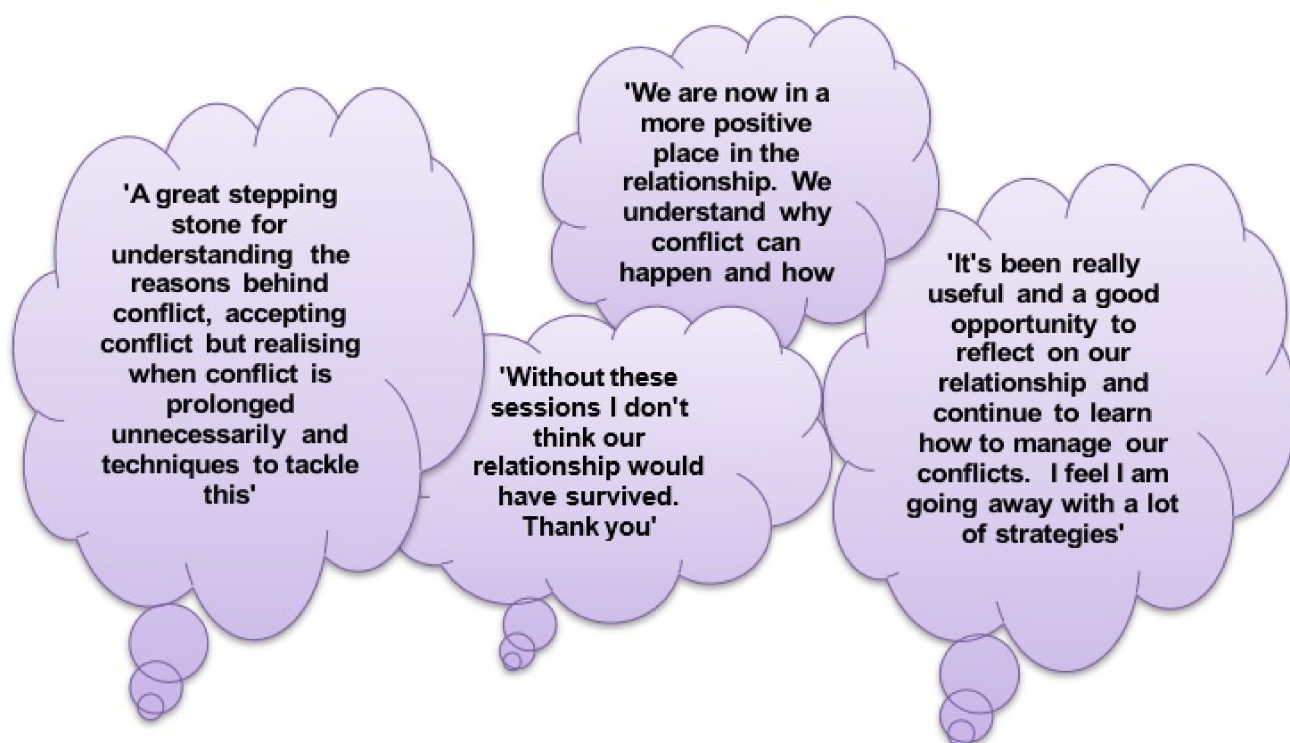 'A great stepping
stone for
understanding the
reasons behind
conflict, accepting
conflict but realising
when conflict is
prolonged
unnecessarily and
techniques to tackle
this'
'We are now in a
more positive
place in the
relationship. We
understand why
conflict can
happen and how
'Without these
sessions I don't
think our
relationship would
have survived.
Thank you'
'It's been really
useful and a good
opportunity to
reflect on our
relationship and
continue to learn
how to manage our
conflicts. I feel I am
going away with a lot
of strategies'